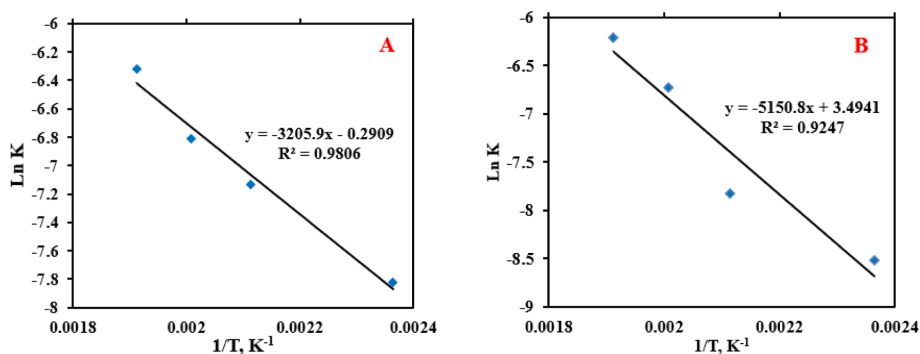 A
-6
-6.2
-6.4
-6.6
-6.8
-7
-7.2
-7.4
-7.6
-7.8
-8
Ln K
y = -3205.9x - 0.2909
R² = 0.9806
0.0018
0.002
0.0022
0.0024
1/T, K⁻¹
B
-6
-6.5
-7
-7.5
-8
-8.5
-9
Ln K
y = -5150.8x + 3.4941
R² = 0.9247
0.0018
0.002
0.0022
0.0024
1/T, K⁻¹